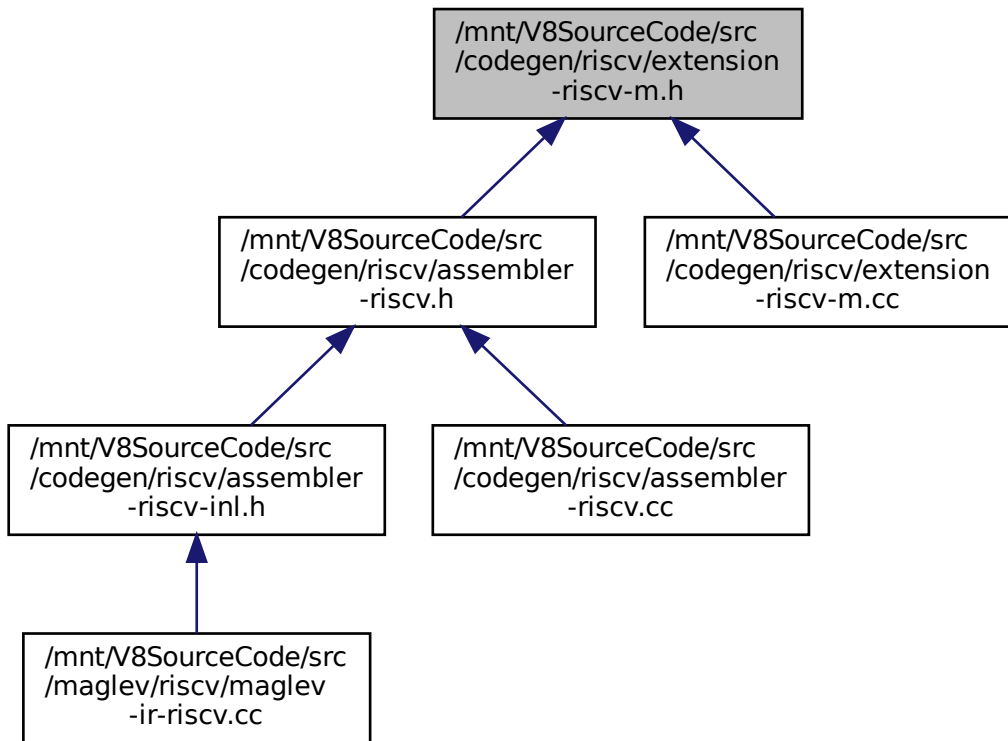 /mnt/V8SourceCode/src
/codegen/riscv/extension
-riscv-m.h
/mnt/V8SourceCode/src
/codegen/riscv/assembler
-riscv.h
/mnt/V8SourceCode/src
/codegen/riscv/extension
-riscv-m.cc
/mnt/V8SourceCode/src
/codegen/riscv/assembler
-riscv-inl.h
/mnt/V8SourceCode/src
/codegen/riscv/assembler
-riscv.cc
/mnt/V8SourceCode/src
/maglev/riscv/maglev
-ir-riscv.cc